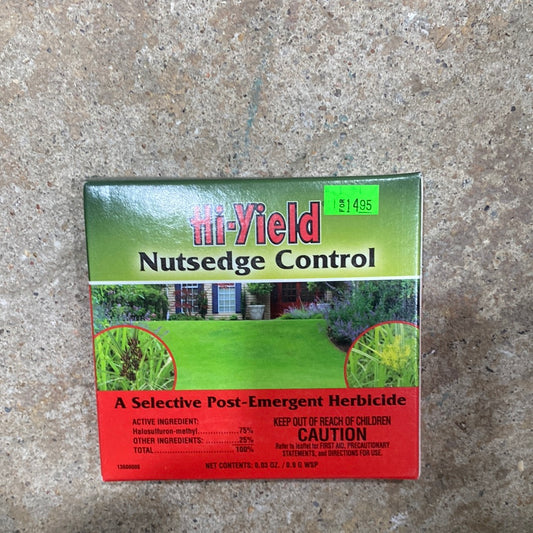 Hi-Yield
FOR 14.95
Nutsedge Control
A Selective Post-Emergent Herbicide
ACTIVE INGREDIENT:
Halosulfuron-methyl..................75%
OTHER INGREDIENTS:...............25%
TOTAL...................................100%
KEEP OUT OF REACH OF CHILDREN
CAUTION
Refer to leaflet for FIRST AID, PRECAUTIONARY
STATEMENTS, and DIRECTIONS FOR USE.
NET CONTENTS: 0.03 OZ. / 0.9 G WSP